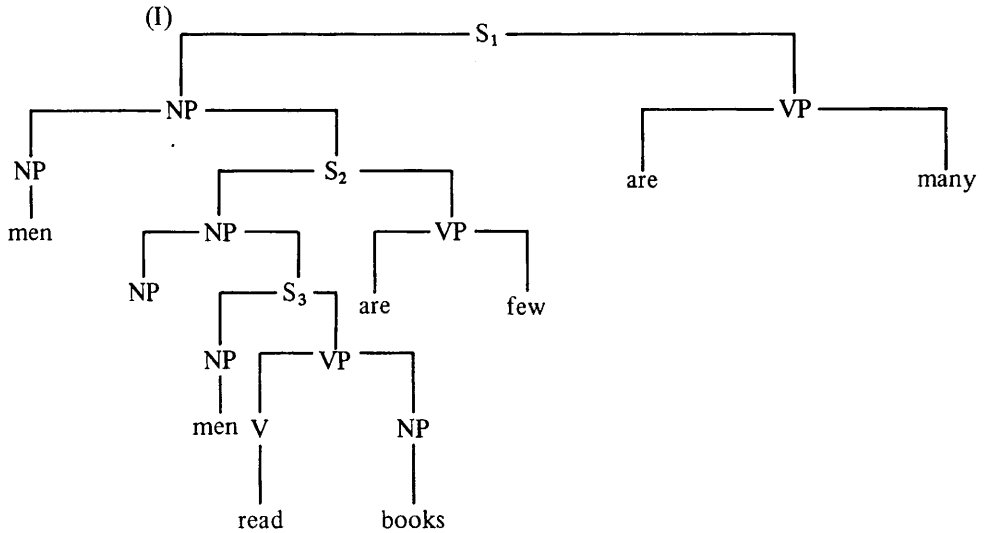 (I)
S₁
NP VP
NP S₂ are many
men NP VP
NP S₃ are few
NP VP
men V NP
read books